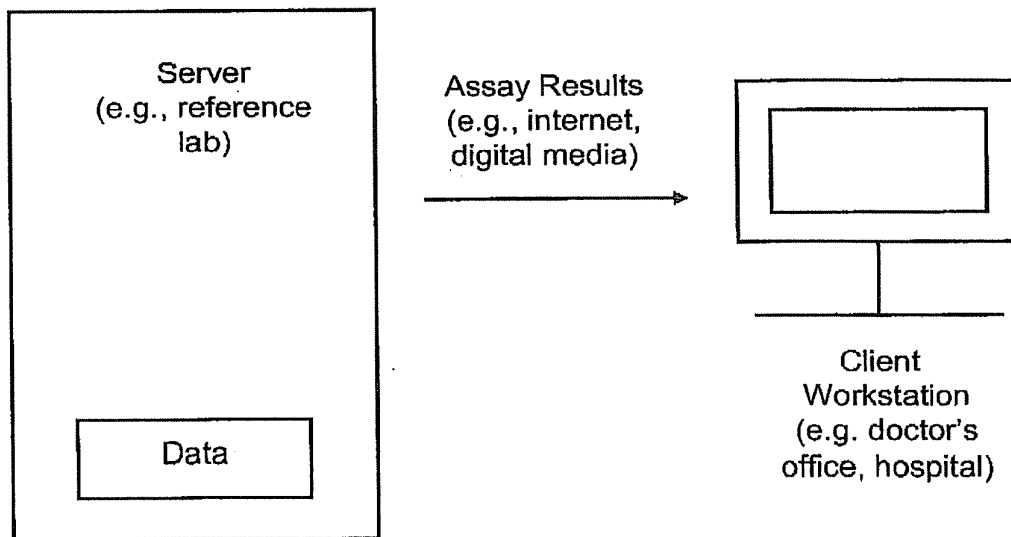 Server
(e.g., reference
lab)
Data
Assay Results
(e.g., internet,
digital media)
Client
Workstation
(e.g. doctor's
office, hospital)